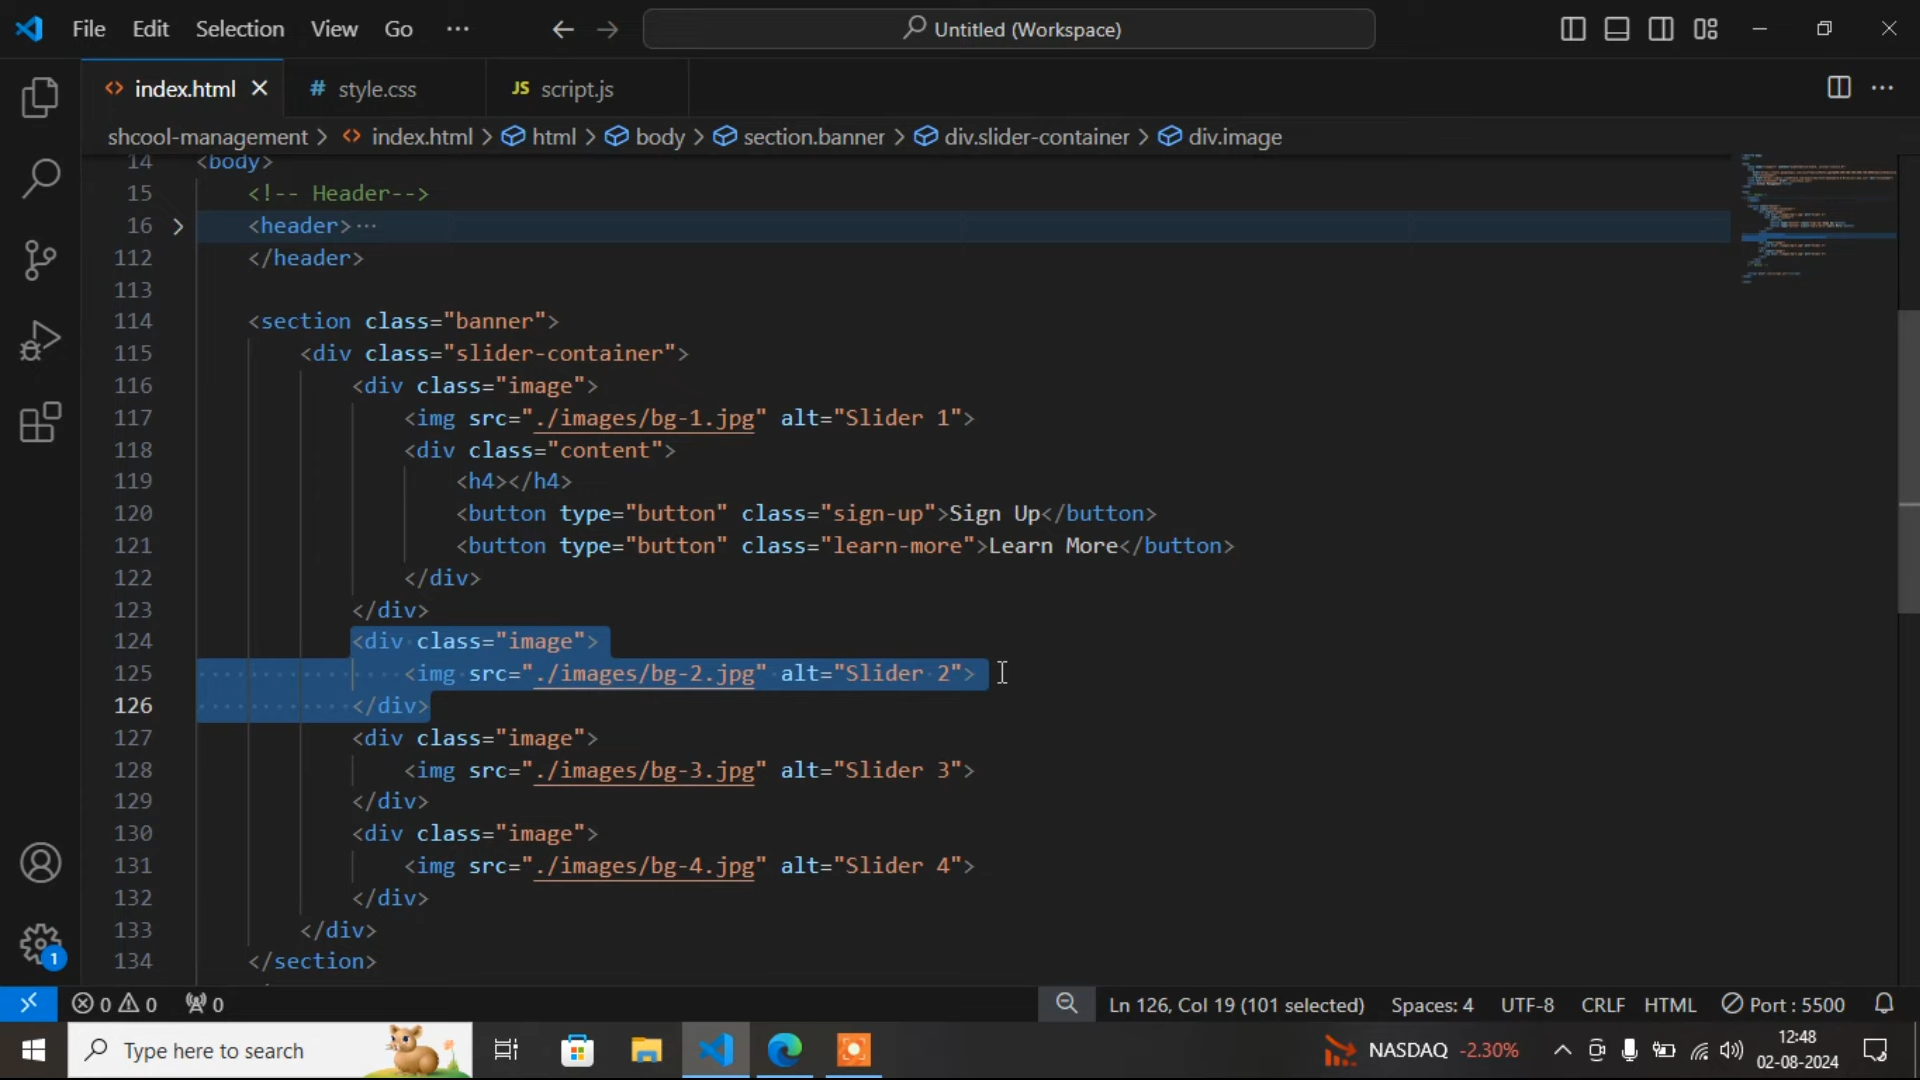 File Edit Selection View Go ··· Untitled (Workspace)
index.html style.css JS script.js
shcool-management > index.html > html > body > section.banner > div.slider-container > div.image
14 <body>
15 <!-- Header-->
16 <header>···
112 </header>
113
114 <section class="banner">
115 <div class="slider-container">
116 <div class="image">
117 <img src="./images/bg-1.jpg" alt="Slider 1">
118 <div class="content">
119 <h4></h4>
120 <button type="button" class="sign-up">Sign Up</button>
121 <button type="button" class="learn-more">Learn More</button>
122 </div>
123 </div>
124 <div class="image">
125 <img src="./images/bg-2.jpg" alt="Slider 2">
126 </div>
127 <div class="image">
128 <img src="./images/bg-3.jpg" alt="Slider 3">
129 </div>
130 <div class="image">
131 <img src="./images/bg-4.jpg" alt="Slider 4">
132 </div>
133 </div>
134 </section>
1
0 0 0 Ln 126, Col 19 (101 selected) Spaces: 4 UTF-8 CRLF HTML Port : 5500
Type here to search NASDAQ -2.30% 12:48
02-08-2024